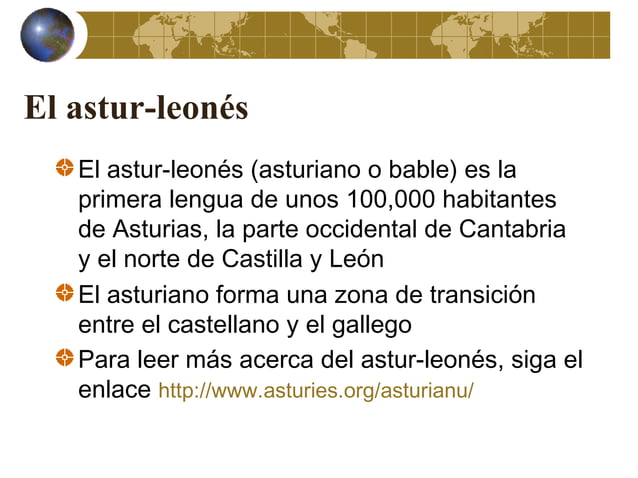 El astur-leonés
El astur-leonés (asturiano o bable) es la
primera lengua de unos 100,000 habitantes
de Asturias, la parte occidental de Cantabria
y el norte de Castilla y León
El asturiano forma una zona de transición
entre el castellano y el gallego
Para leer más acerca del astur-leonés, siga el
enlace http://www.asturies.org/asturianu/